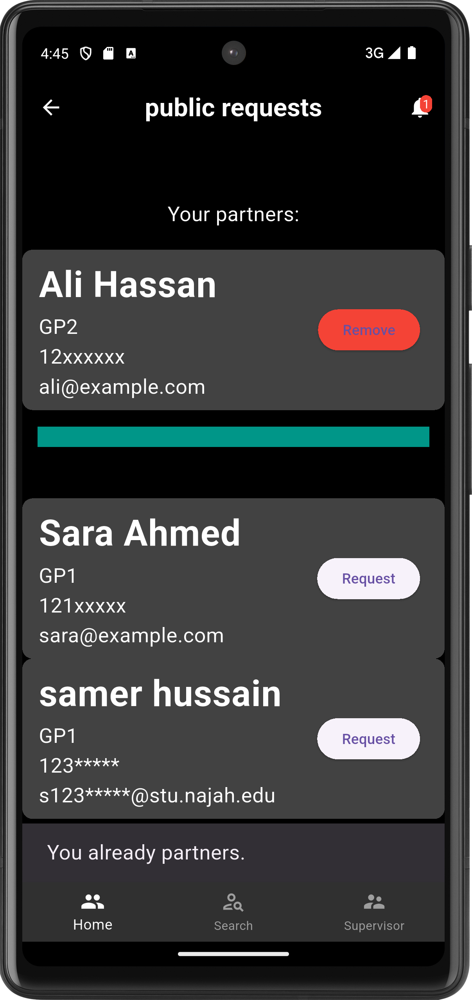 4:45
A
3G
public requests
1
Your partners:
Ali Hassan
GP2
Remove
12xxxxxx
ali@example.com
Sara Ahmed
GP1
Request
121xxxxx
sara@example.com
samer hussain
GP1
Request
123*****
s123*****@stu.najah.edu
You already partners.
Home
Search
Supervisor